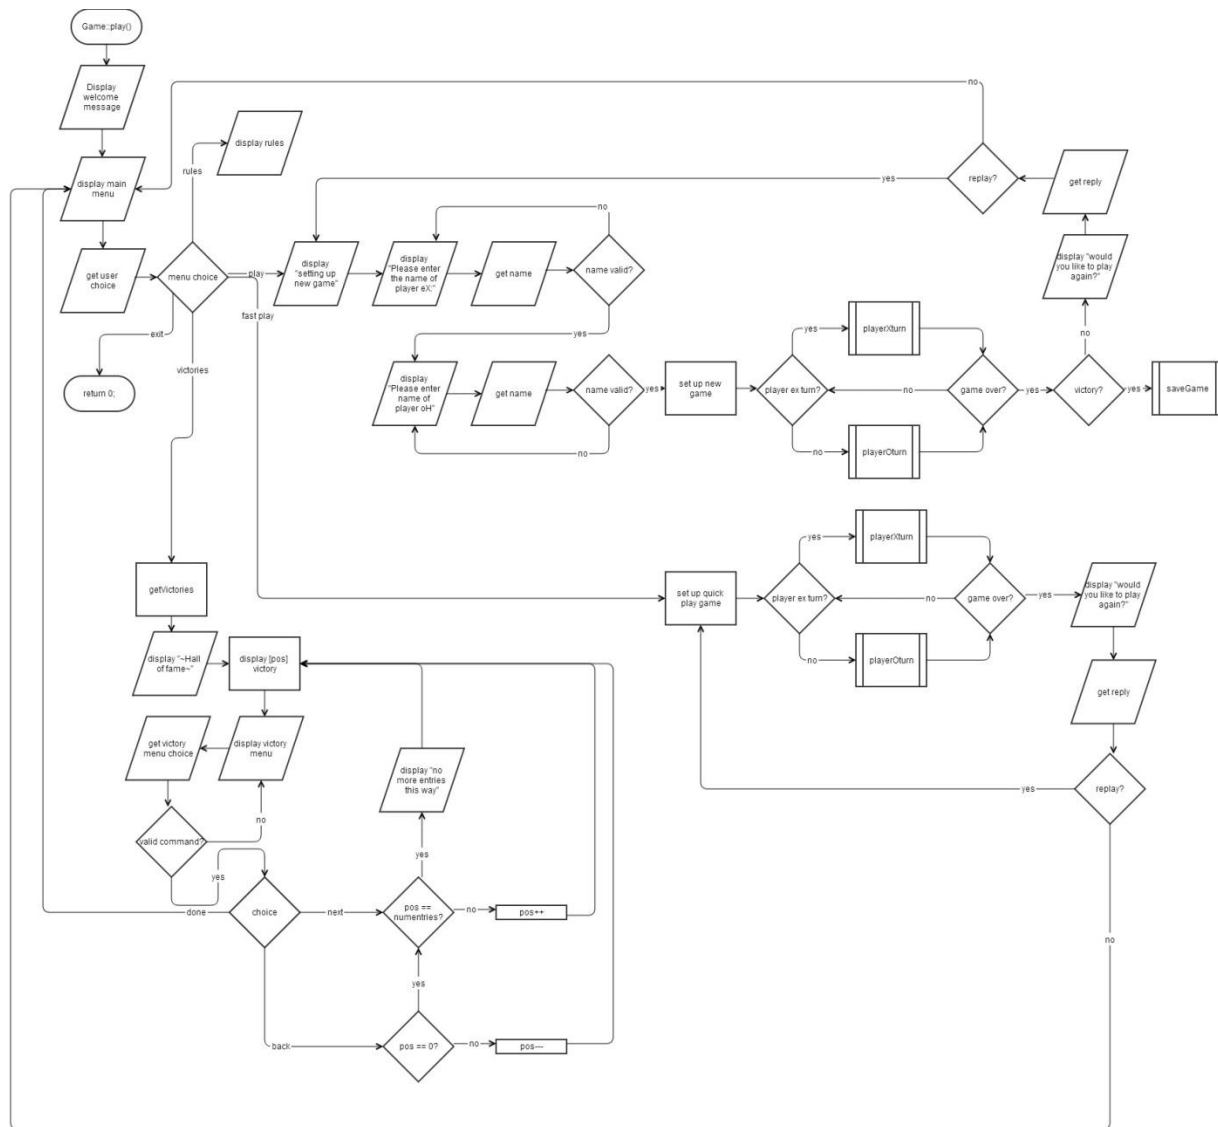 Game::play()
Display
welcome
message
display main
menu
get user
choice
menu choice
rules
display rules
play
fast play
exit
return 0;
victories
display
"setting up
new game"
display
"Please enter
the name of
player eX:"
get name
name valid?
no
yes
display
"Please enter
name of
player oH"
get name
name valid?
no
yes
set up new
game
player ex turn?
yes
playerXturn
no
playerOturn
game over?
no
yes
victory?
yes
saveGame
no
display "would
you like to play
again?"
get reply
replay?
yes
no
set up quick
play game
player ex turn?
yes
playerXturn
no
playerOturn
game over?
no
yes
display "would
you like to play
again?"
get reply
replay?
yes
no
getVictories
display "~Hall
of fame~"
display [pos]
victory
display victory
menu
get victory
menu choice
valid command?
no
yes
choice
done
next
back
pos ==
numentries?
yes
display "no
more entries
this way"
no
pos++
pos == 0?
yes
no
pos---